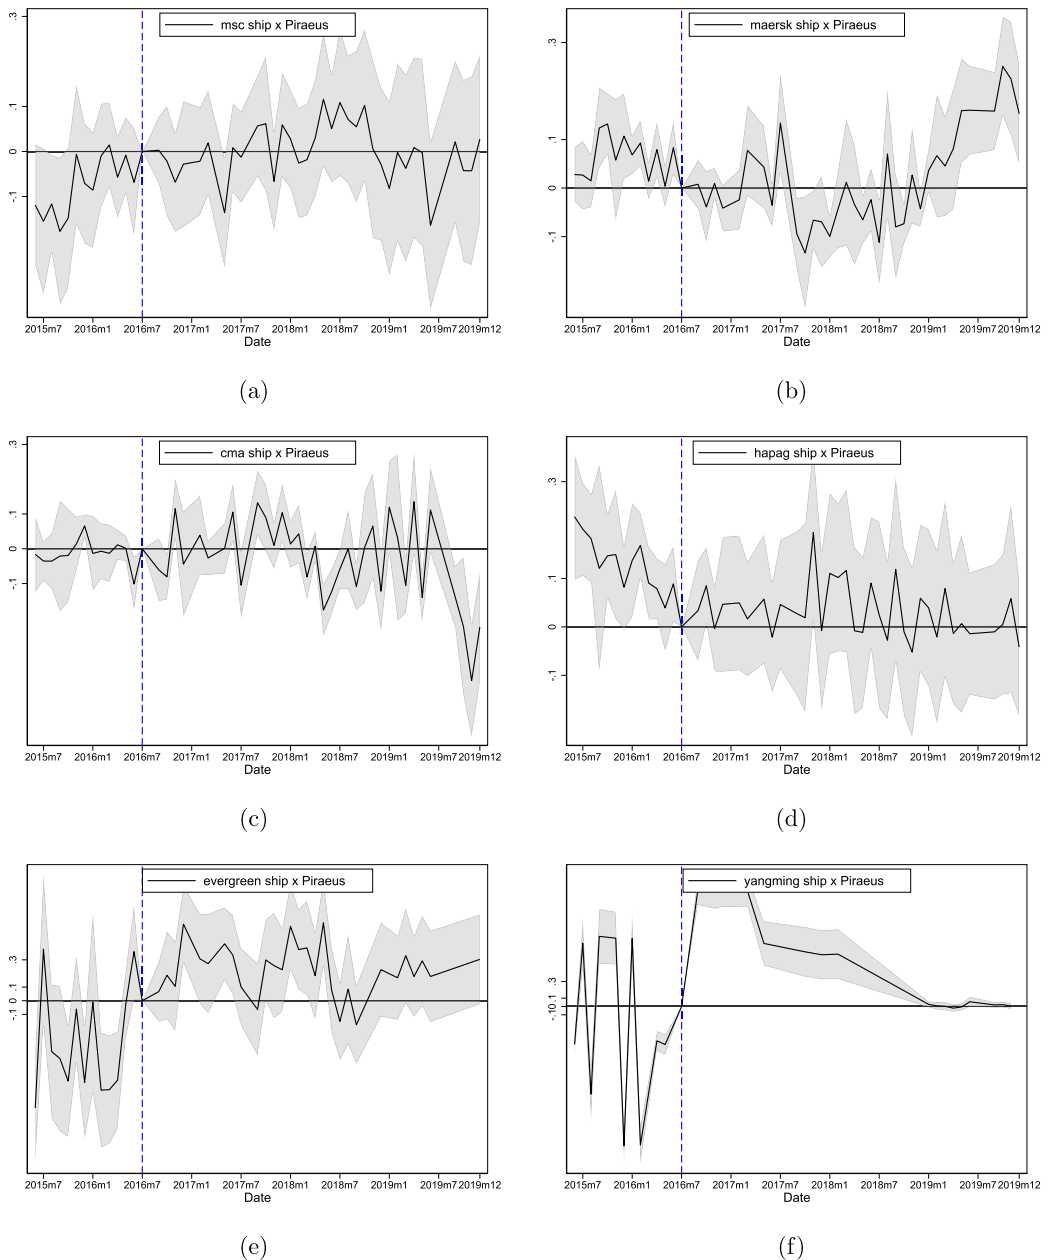 msc ship x Piraeus
.3
.1
0
-.1
2015m7 2016m1 2016m7 2017m1 2017m7 2018m1 2018m7 2019m1 2019m7 2019m12
Date
(a)
maersk ship x Piraeus
.3
.1
0
-.1
2015m7 2016m1 2016m7 2017m1 2017m7 2018m1 2018m7 2019m1 2019m7 2019m12
Date
(b)
cma ship x Piraeus
.3
.1
0
-.1
2015m7 2016m1 2016m7 2017m1 2017m7 2018m1 2018m7 2019m1 2019m7 2019m12
Date
(c)
hapag ship x Piraeus
.3
.1
0
-.1
2015m7 2016m1 2016m7 2017m1 2017m7 2018m1 2018m7 2019m1 2019m7 2019m12
Date
(d)
evergreen ship x Piraeus
.3
.1
0
-.1
2015m7 2016m1 2016m7 2017m1 2017m7 2018m1 2018m7 2019m1 2019m7 2019m12
Date
(e)
yangming ship x Piraeus
.3
.1
0
-.1
2015m7 2016m1 2016m7 2017m1 2017m7 2018m1 2018m7 2019m1 2019m7 2019m12
Date
(f)